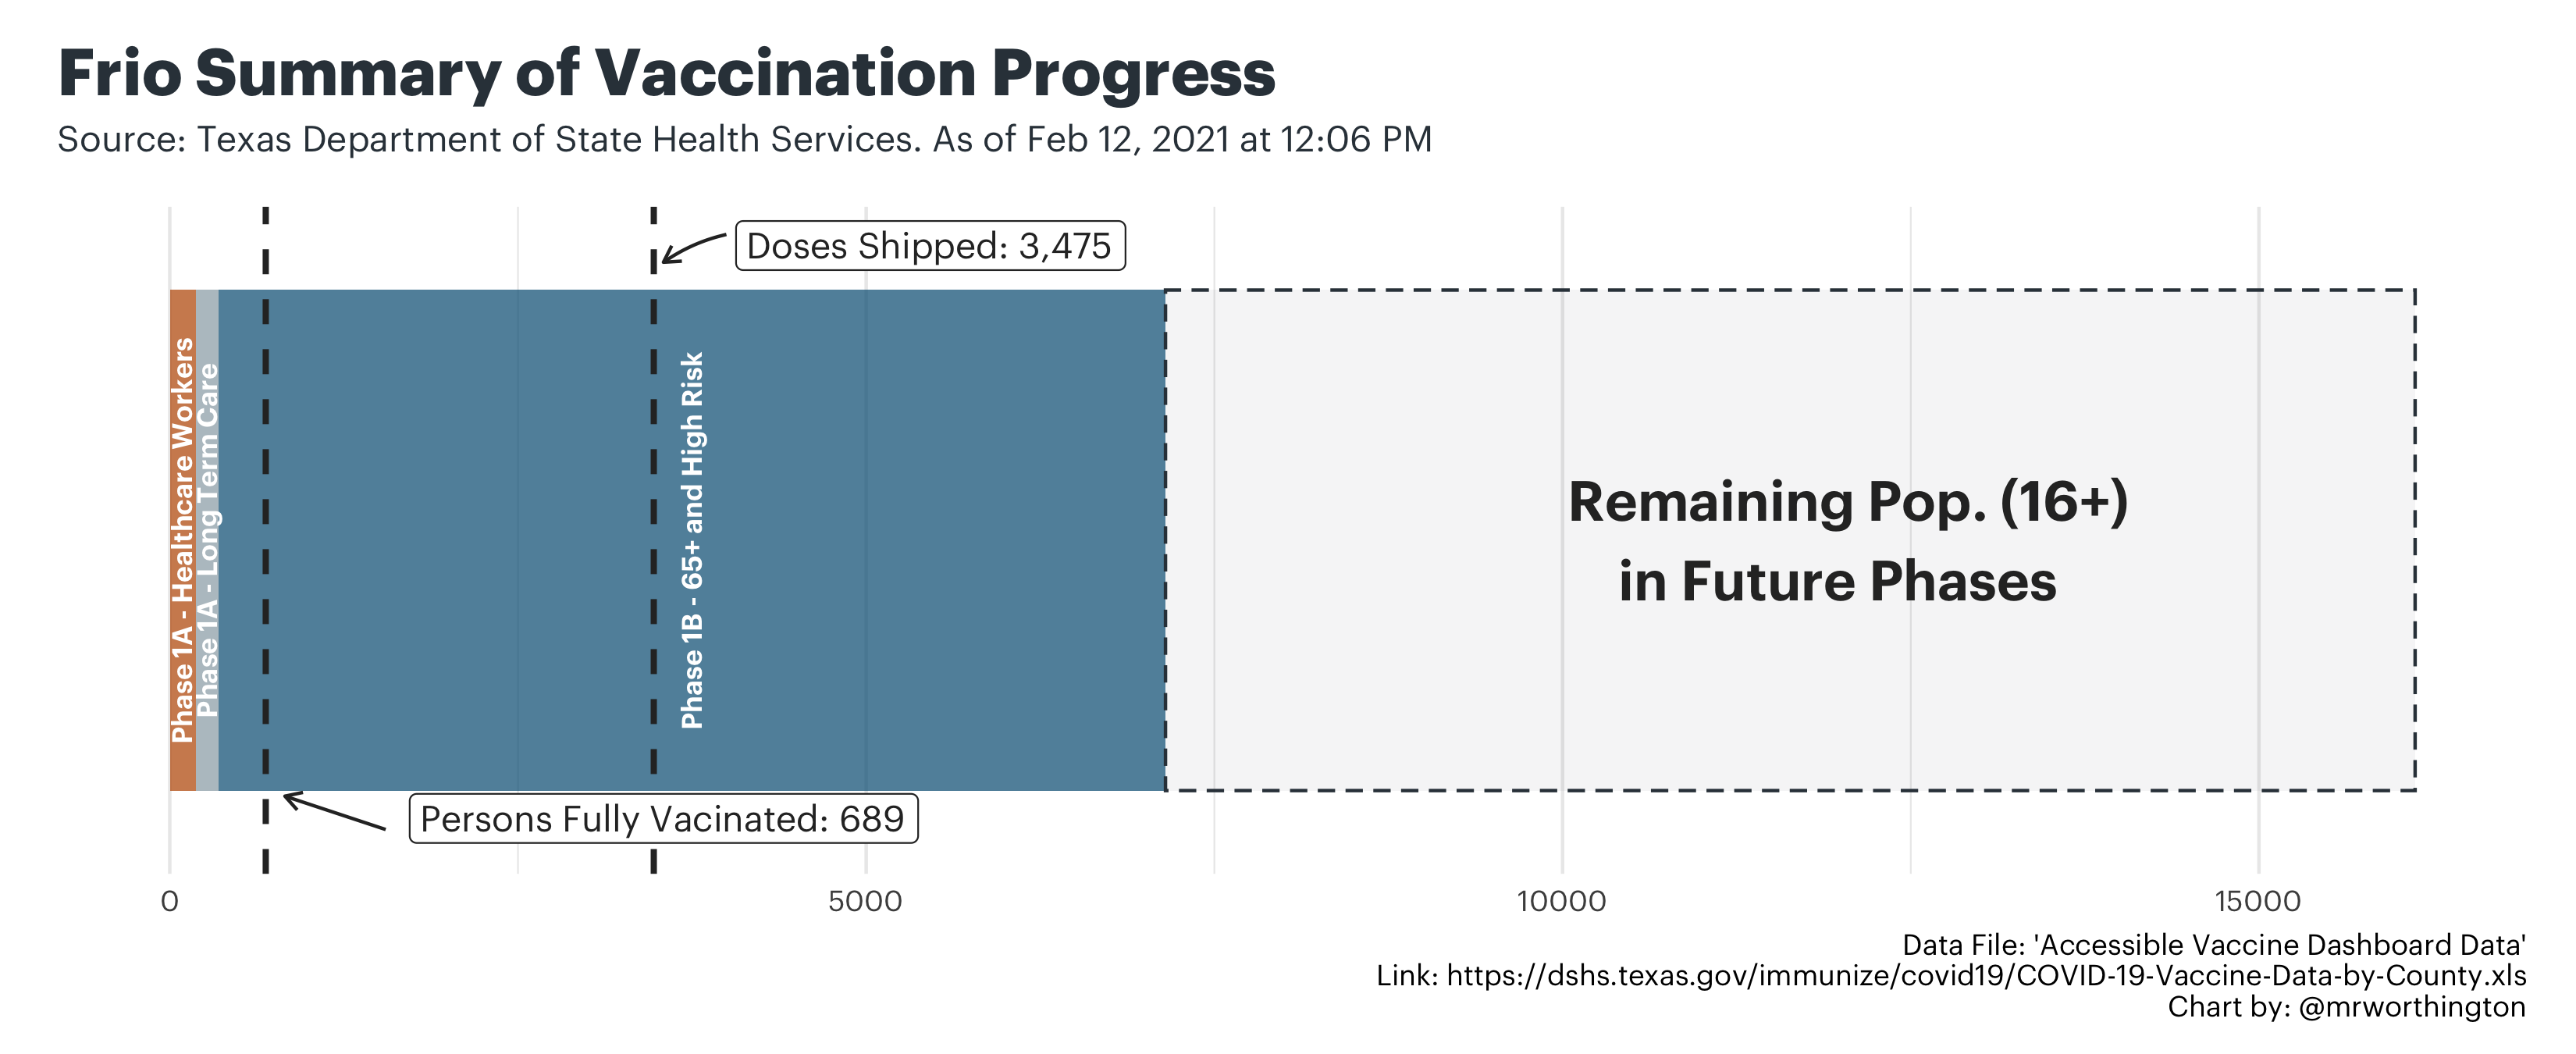 Frio Summary of Vaccination Progress
Source: Texas Department of State Health Services. As of Feb 12, 2021 at 12:06 PM
Doses Shipped: 3,475
Phase 1A - Healthcare Workers
Phase 1A - Long Term Care
Phase 1B - 65+ and High Risk
Remaining Pop. (16+)
in Future Phases
Persons Fully Vacinated: 689
0
5000
10000
15000
Data File: 'Accessible Vaccine Dashboard Data'
Link: https://dshs.texas.gov/immunize/covid19/COVID-19-Vaccine-Data-by-County.xls
Chart by: @mrworthington